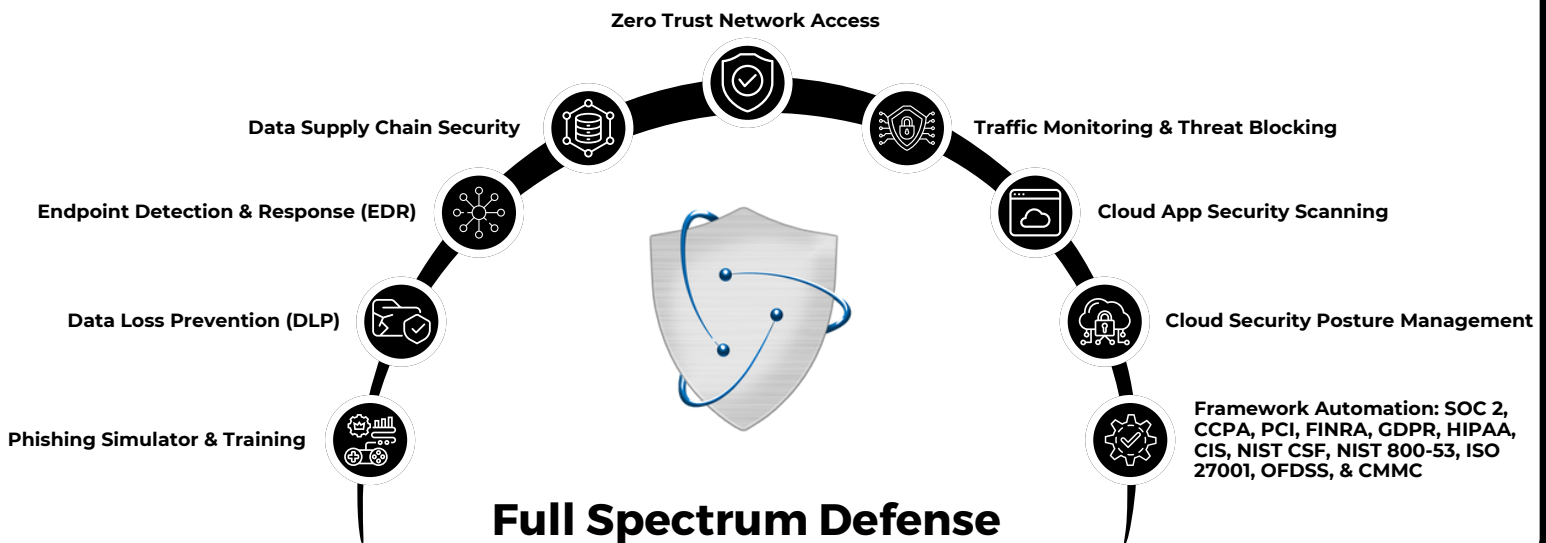 Zero Trust Network Access
Data Supply Chain Security
Traffic Monitoring & Threat Blocking
Endpoint Detection & Response (EDR)
Cloud App Security Scanning
Data Loss Prevention (DLP)
Cloud Security Posture Management
Phishing Simulator & Training
Framework Automation: SOC 2,
CCPA, PCI, FINRA, GDPR, HIPAA,
CIS, NIST CSF, NIST 800-53, ISO
27001, OFDSS, & CMMC
Full Spectrum Defense